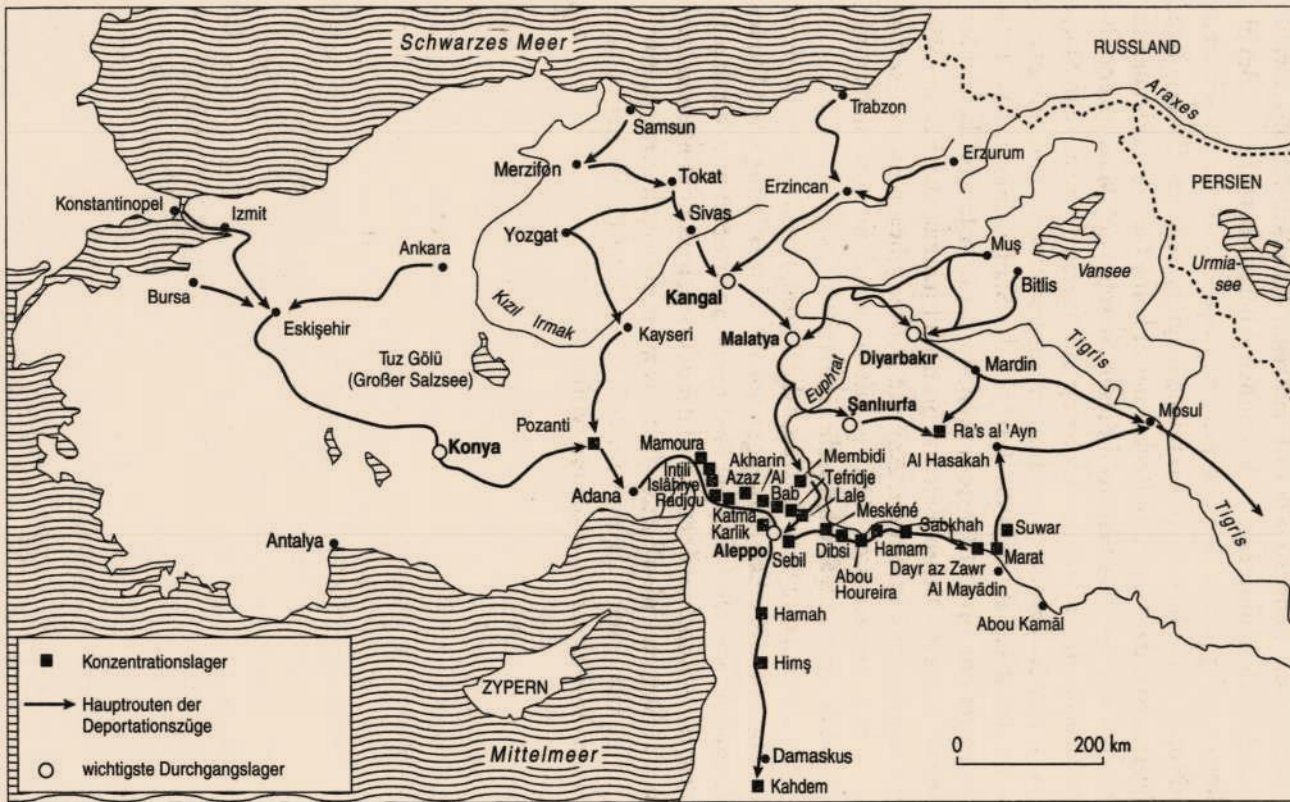 Schwarzes Meer
RUSSLAND
Araxes
Trabzon
Samsun
Merzifon
Tokat
Erzurum
Erzincan
PERSIEN
Konstantinopel
Izmit
Sivas
Yozgat
Ankara
Muş
Bursa
Kangal
Bitlis
Vansee
Urmia-
see
Eskişehir
Kızıl Irmak
Kayseri
Malatya
Diyarbakır
Tigris
Tuz Gölü
(Großer Salzsee)
Euphrat
Mardin
Şanlıurfa
Mosul
Pozanti
Konya
Mamoura
Ra's al 'Ayn
Al Hasakah
Intili
Islâhiye
Radjou
Akharin
Azaz
Al
Bab
Membidi
Tefridje
Lale
Meskéné
Adana
Katma
Karlik
Sabkhah
Suwar
Tigris
Antalya
Aleppo
Sebil
Dibsi
Hamam
Marat
Dayr az Zawr
Abou
Houreira
Al Mayādin
Abou Kamāl
Hamah
Himş
ZYPERN
Mittelmeer
Damaskus
Kahdem
0 200 km
Konzentrationslager
Hauptrouten der
Deportationszüge
wichtigste Durchgangslager